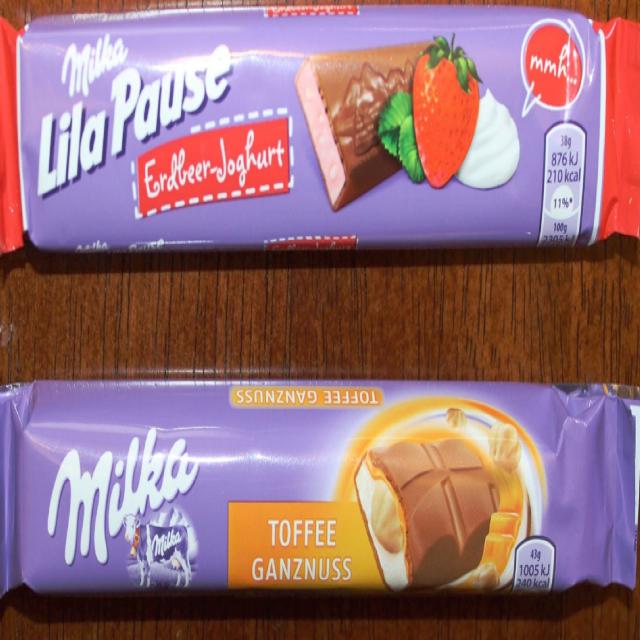 Milka
Lila Pause
Erdbeer-Joghurt
mmh...
38g
876 kJ
210 kcal
11%*
100g
TOFFEE GANZNUSS
Milka
Milka
TOFFEE
GANZNUSS
43g
1005 kJ
240 kcal